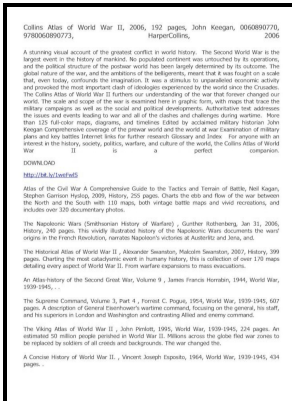 Collins Atlas of World War II, 2006, 192 pages, John Keegan, 0060890770,
9780060890773, HarperCollins, 2006
A stunning visual account of the greatest conflict in world history. The Second World War is the
largest event in the history of mankind. No populated continent was untouched by its operations,
and the political structure of the postwar world has been largely determined by its outcome. The
global nature of the war, and the ambitions of the belligerents, meant that it was fought on a scale
that, even today, confounds the imagination. It was a stimulus to unparalleled economic activity
and provoked the most important clash of ideologies experienced by the world since the Crusades.
The Collins Atlas of World War II furthers our understanding of the war that forever changed our
world. The scale and scope of the war is examined here in graphic form, with maps that trace the
military campaigns as well as the social and political developments. Authoritative text addresses
the issues and events leading to war and all of the clashes and challenges during wartime. More
than 125 full-color maps, diagrams, and timelines Edited by acclaimed military historian John
Keegan Comprehensive coverage of the prewar world and the world at war Examination of military
plans and key battles Internet links for further research Glossary and Index For anyone with an
interest in the history, society, politics, warfare, and culture of the world, the Collins Atlas of World
War II is a perfect companion.
DOWNLOAD
http://bit.ly/1weFwf5
Atlas of the Civil War A Comprehensive Guide to the Tactics and Terrain of Battle, Neil Kagan,
Stephen Garrison Hyslop, 2009, History, 255 pages. Charts the ebb and flow of the war between
the North and the South with 110 maps, both vintage battle maps and vivid recreations, and
includes over 320 documentary photos.
The Napoleonic Wars (Smithsonian History of Warfare) , Gunther Rothenberg, Jan 31, 2006,
History, 240 pages. This vividly illustrated history of the Napoleonic Wars documents the wars'
origins in the French Revolution, narrates Napoleon's victories at Austerlitz and Jena, and.
The Historical Atlas of World War II , Alexander Swanston, Malcolm Swanston, 2007, History, 399
pages. Charting the most cataclysmic event in human history, this is collection of over 170 maps
detailing every aspect of World War II. From warfare expansions to mass evacuations.
An Atlas-history of the Second Great War, Volume 9 , James Francis Horrabin, 1944, World War,
1939-1945, . .
The Supreme Command, Volume 3, Part 4 , Forrest C. Pogue, 1954, World War, 1939-1945, 607
pages. A description of General Eisenhower's wartime command, focusing on the general, his staff,
and his superiors in London and Washington and contrasting Allied and enemy command.
The Viking Atlas of World War II , John Pimlott, 1995, World War, 1939-1945, 224 pages. An
estimated 50 million people perished in World War II. Millions across the globe fled war zones to
be replaced by soldiers of all creeds and backgrounds. The war changed the.
A Concise History of World War II. , Vincent Joseph Esposito, 1964, World War, 1939-1945, 434
pages. .